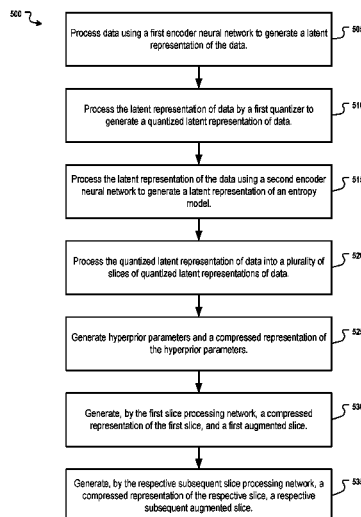 500
Process data using a first encoder neural network to generate a latent
representation of the data.
505
Process the latent representation of data by a first quantizer to
generate a quantized latent representation of data.
510
Process the latent representation of the data using a second encoder
neural network to generate a latent representation of an entropy
model.
515
Process the quantized latent representation of data into a plurality of
slices of quantized latent representations of data.
520
Generate hyperprior parameters and a compressed representation of
the hyperprior parameters.
525
Generate, by the first slice processing network, a compressed
representation of the first slice, and a first augmented slice.
530
Generate, by the respective subsequent slice processing network, a
compressed representation of the respective slice, a respective
subsequent augmented slice.
535